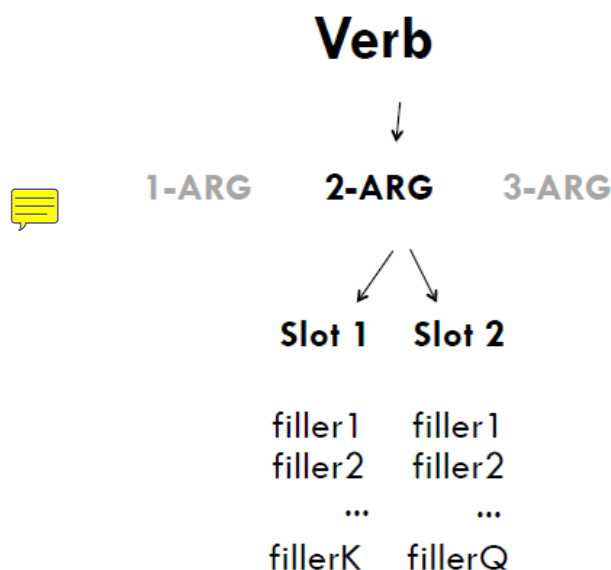 Verb
1-ARG 2-ARG 3-ARG
Slot 1 Slot 2
filler1 filler1
filler2 filler2
... ...
fillerK fillerQ